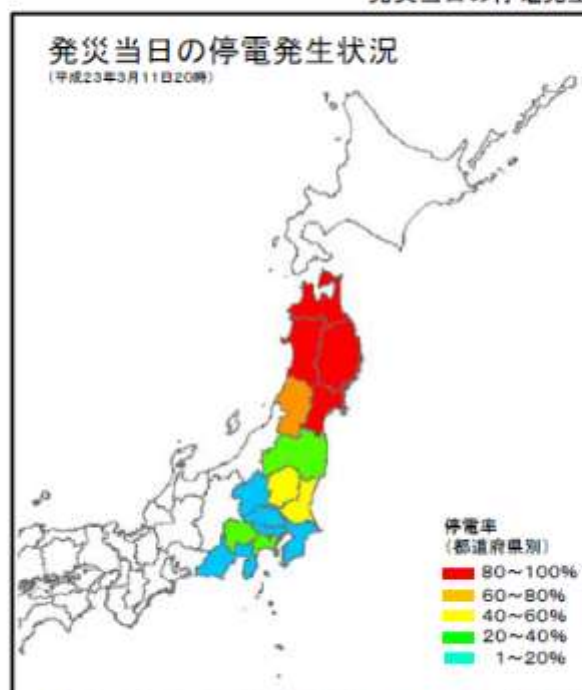 発災当日の停電発生状況
(平成23年3月11日20時)
停電率
(都道府県別)
80～100%
60～80%
40～60%
20～40%
1～20%